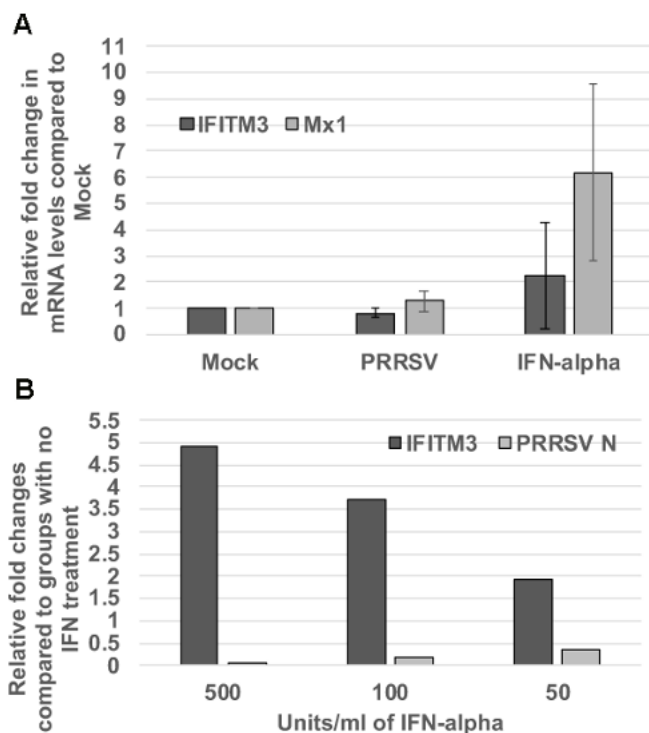 A
Relative fold change in
mRNA levels compared to
Mock
11
10
9
8
7
6
5
4
3
2
1
0
IFITM3 Mx1
Mock PRRSV IFN-alpha
B
Relative fold changes
compared to groups with no
IFN treatment
5.5
5
4.5
4
3.5
3
2.5
2
1.5
1
0.5
0
IFITM3 PRRSV N
500 100 50
Units/ml of IFN-alpha